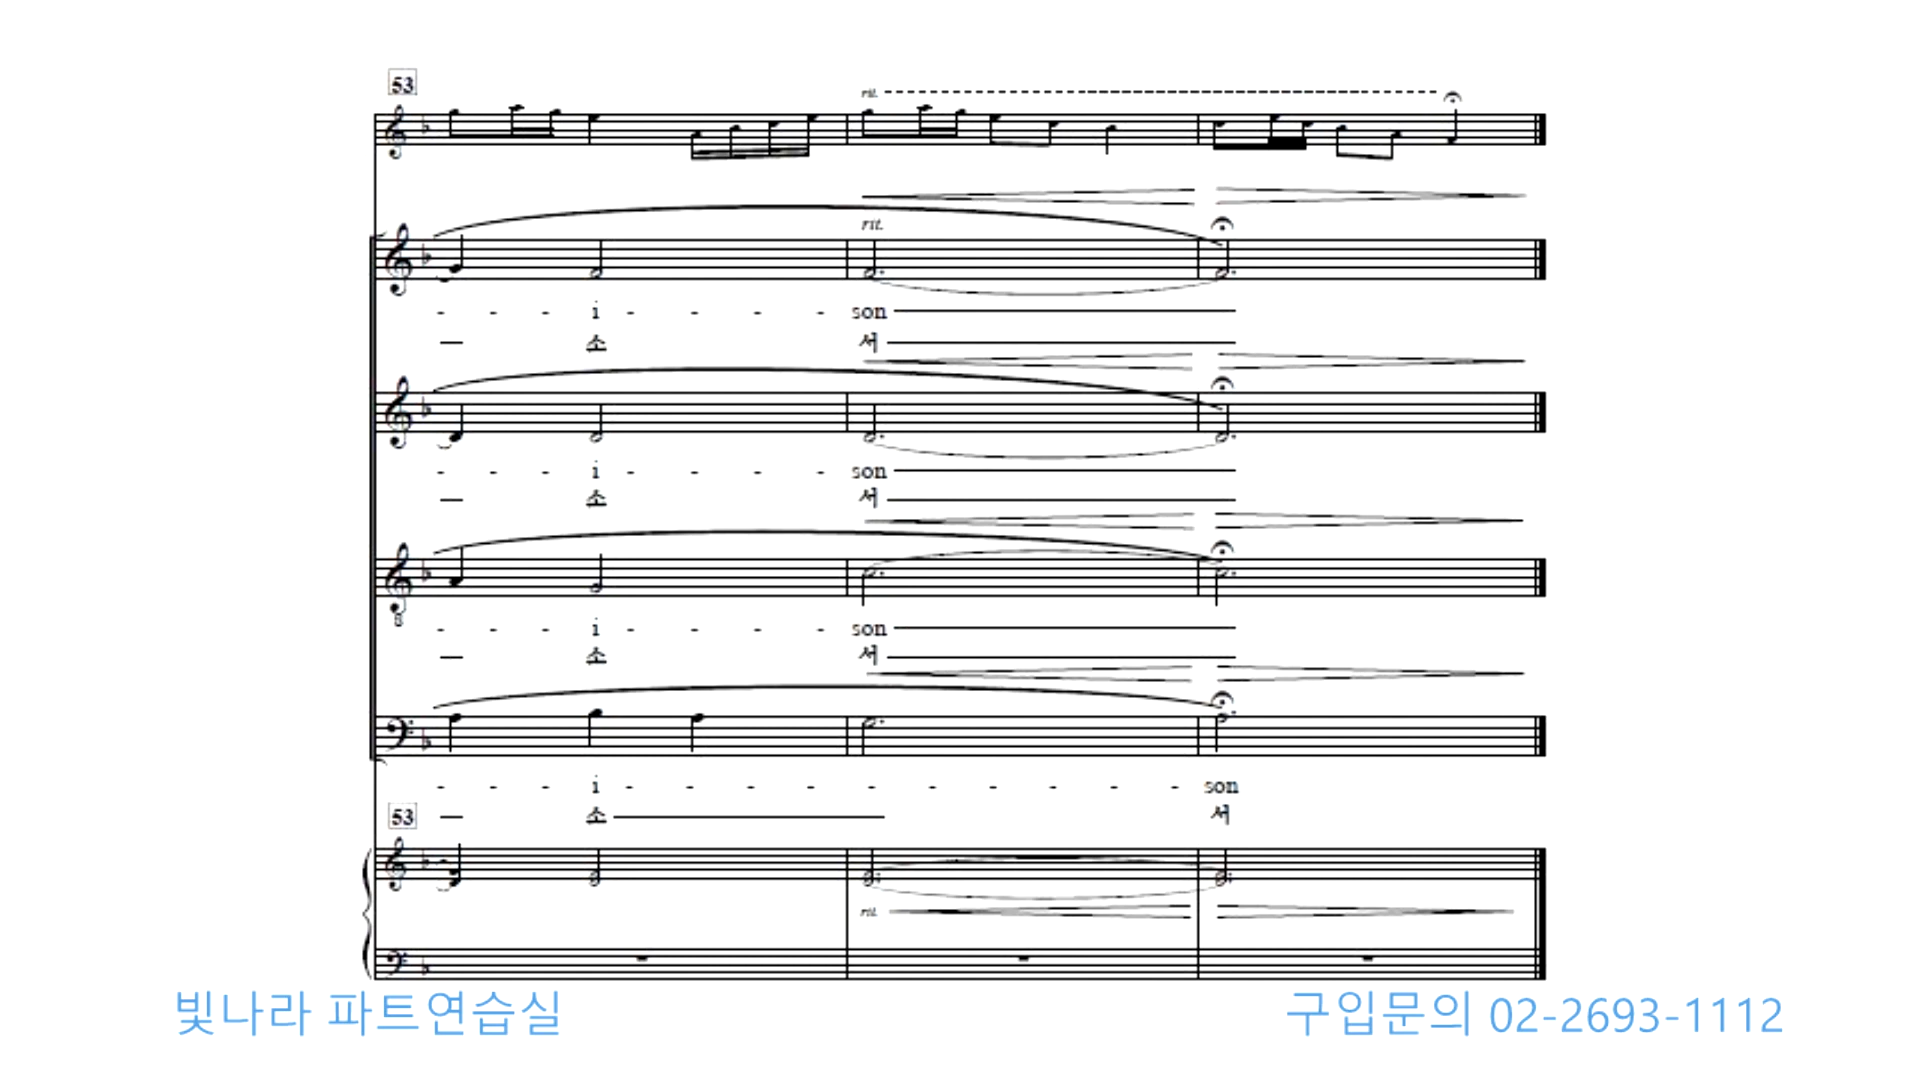 53
rit.
rit.
- - - i - - - - son
소 서
- - - i - - - - son
소 서
8
- - - i - - - - son
소 서
- - - i - - - - - - - - - - son
53 소 서
rit.
빛나라 파트연습실 구입문의 02-2693-1112